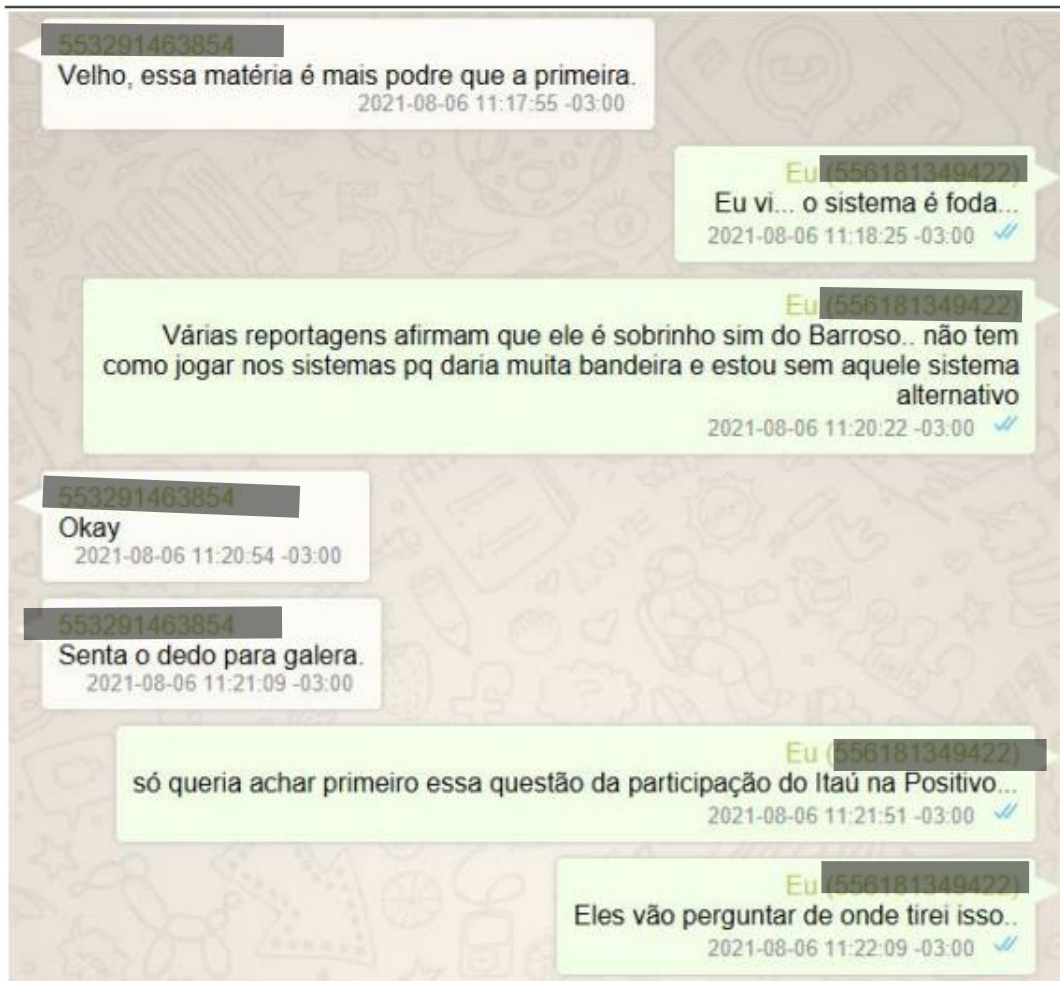 Velho, essa matéria é mais podre que a primeira.
2021-08-06 11:17:55 -03:00
Eu
Eu vi... o sistema é foda...
2021-08-06 11:18:25 -03:00
Eu
Várias reportagens afirmam que ele é sobrinho sim do Barroso.. não tem
como jogar nos sistemas pq daria muita bandeira e estou sem aquele sistema
alternativo
2021-08-06 11:20:22 -03:00
Okay
2021-08-06 11:20:54 -03:00
Senta o dedo para galera.
2021-08-06 11:21:09 -03:00
Eu (
só queria achar primeiro essa questão da participação do Itaú na Positivo...
2021-08-06 11:21:51 -03:00
Eu
Eles vão perguntar de onde tirei isso..
2021-08-06 11:22:09 -03:00